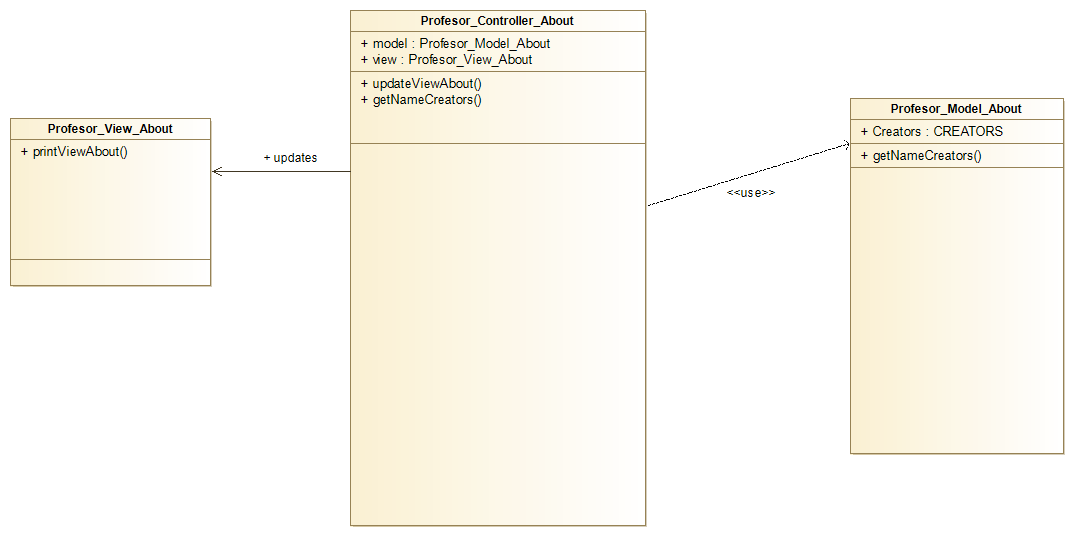 Profesor_Controller_About
+ model : Profesor_Model_About
+ view : Profesor_View_About
+ updateViewAbout()
+ getNameCreators()
Profesor_View_About
+ printViewAbout()
+ updates
<<use>>
Profesor_Model_About
+ Creators : CREATORS
+ getNameCreators()